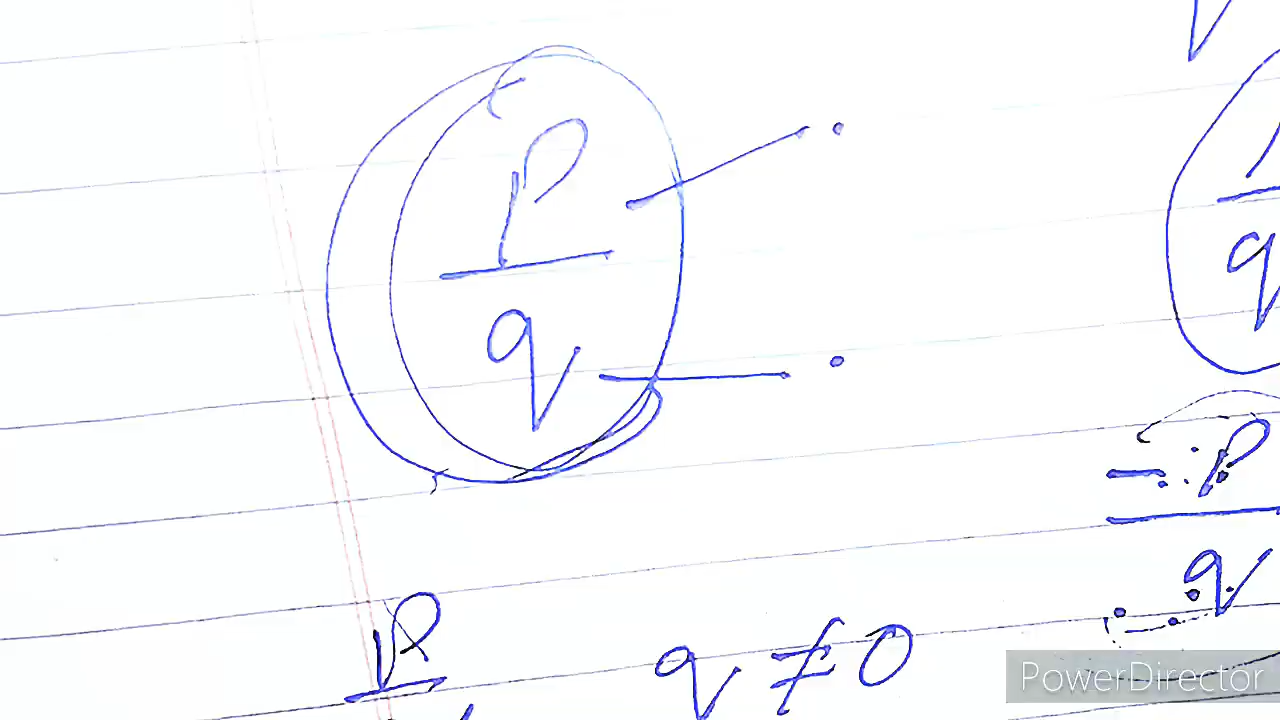 P
q
q
- P
q
P
q ≠ 0
PowerDirector